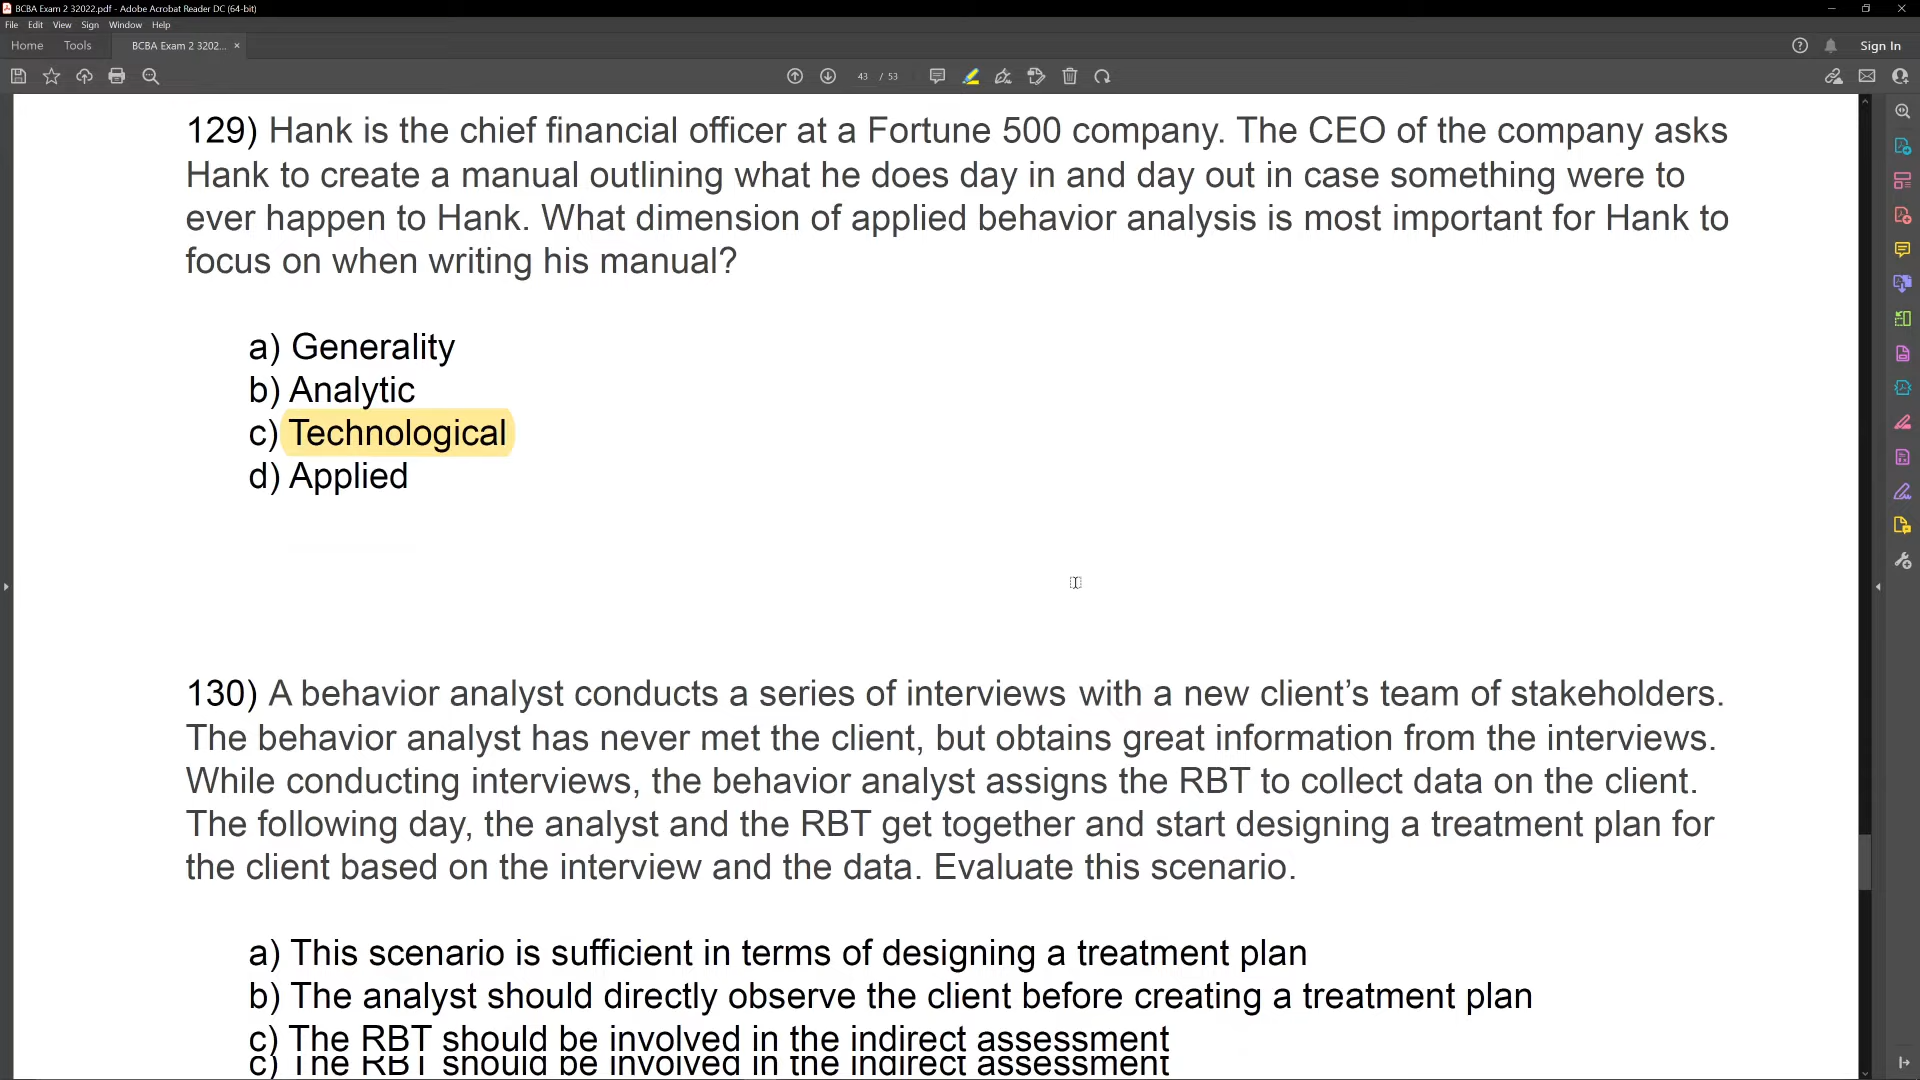 BCBA Exam 2 32022.pdf - Adobe Acrobat Reader DC (64-bit)
File Edit View Sign Window Help
Home Tools BCBA Exam 2 3202... × Sign In
43 / 53
129) Hank is the chief financial officer at a Fortune 500 company. The CEO of the company asks
Hank to create a manual outlining what he does day in and day out in case something were to
ever happen to Hank. What dimension of applied behavior analysis is most important for Hank to
focus on when writing his manual?
a) Generality
b) Analytic
c) Technological
d) Applied
130) A behavior analyst conducts a series of interviews with a new client’s team of stakeholders.
The behavior analyst has never met the client, but obtains great information from the interviews.
While conducting interviews, the behavior analyst assigns the RBT to collect data on the client.
The following day, the analyst and the RBT get together and start designing a treatment plan for
the client based on the interview and the data. Evaluate this scenario.
a) This scenario is sufficient in terms of designing a treatment plan
b) The analyst should directly observe the client before creating a treatment plan
c) The RBT should be involved in the indirect assessment
c) The RBT should be involved in the indirect assessment